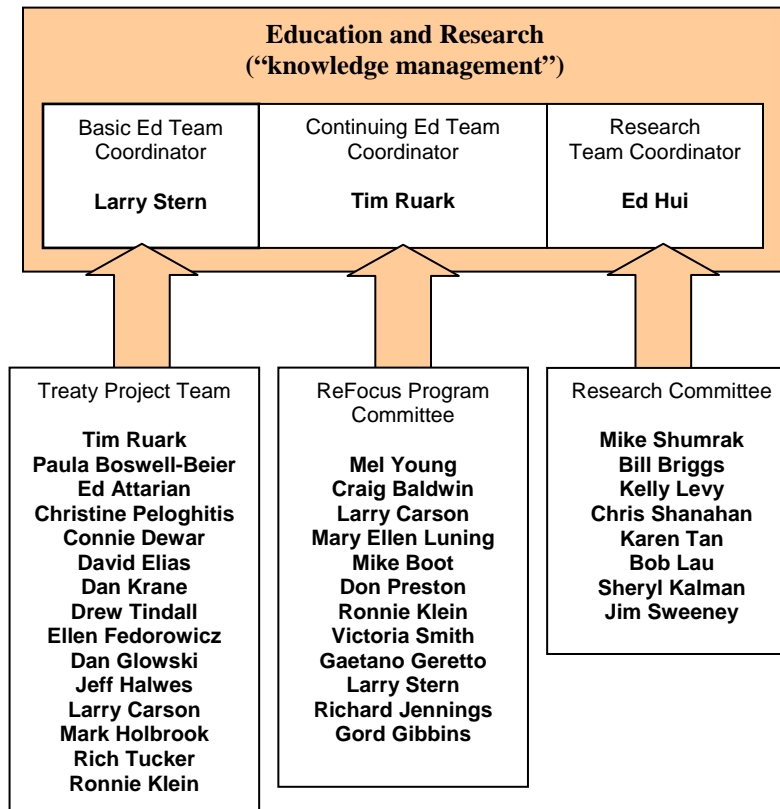 Education and Research
(“knowledge management”)
Basic Ed Team
Coordinator
Larry Stern
Continuing Ed Team
Coordinator
Tim Ruark
Research
Team Coordinator
Ed Hui
Treaty Project Team
Tim Ruark
Paula Boswell-Beier
Ed Attarian
Christine Peloghitis
Connie Dewar
David Elias
Dan Krane
Drew Tindall
Ellen Fedorowicz
Dan Glowski
Jeff Halwes
Larry Carson
Mark Holbrook
Rich Tucker
Ronnie Klein
ReFocus Program
Committee
Mel Young
Craig Baldwin
Larry Carson
Mary Ellen Luning
Mike Boot
Don Preston
Ronnie Klein
Victoria Smith
Gaetano Geretto
Larry Stern
Richard Jennings
Gord Gibbins
Research Committee
Mike Shumrak
Bill Briggs
Kelly Levy
Chris Shanahan
Karen Tan
Bob Lau
Sheryl Kalman
Jim Sweeney